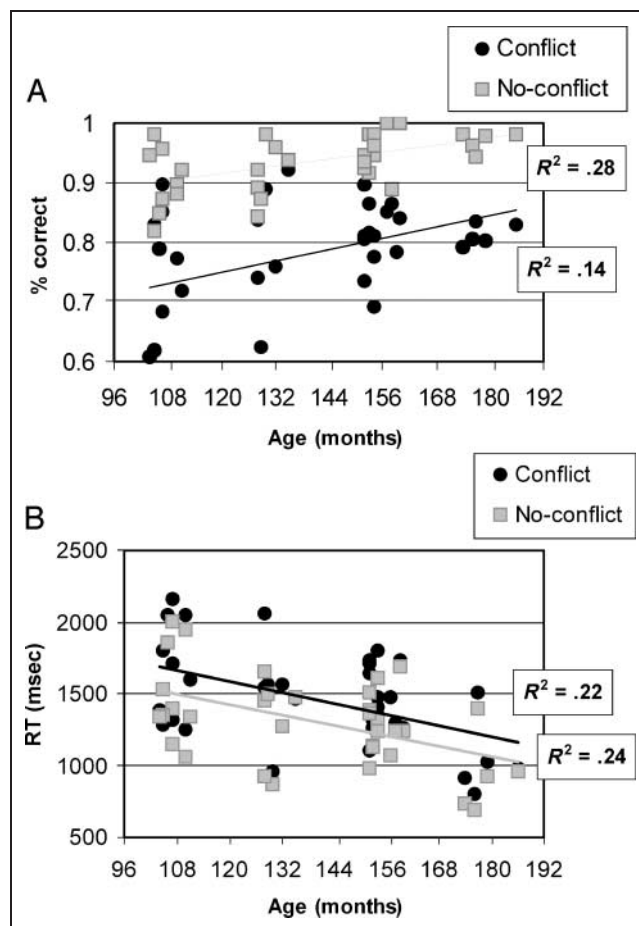 Conflict
No-conflict
A
1
0.9
0.8
0.7
0.6
% correct
R² = .28
R² = .14
96 108 120 132 144 156 168 180 192
Age (months)
Conflict
No-conflict
B
2500
2000
1500
1000
500
RT (msec)
R² = .22
R² = .24
96 108 120 132 144 156 168 180 192
Age (months)